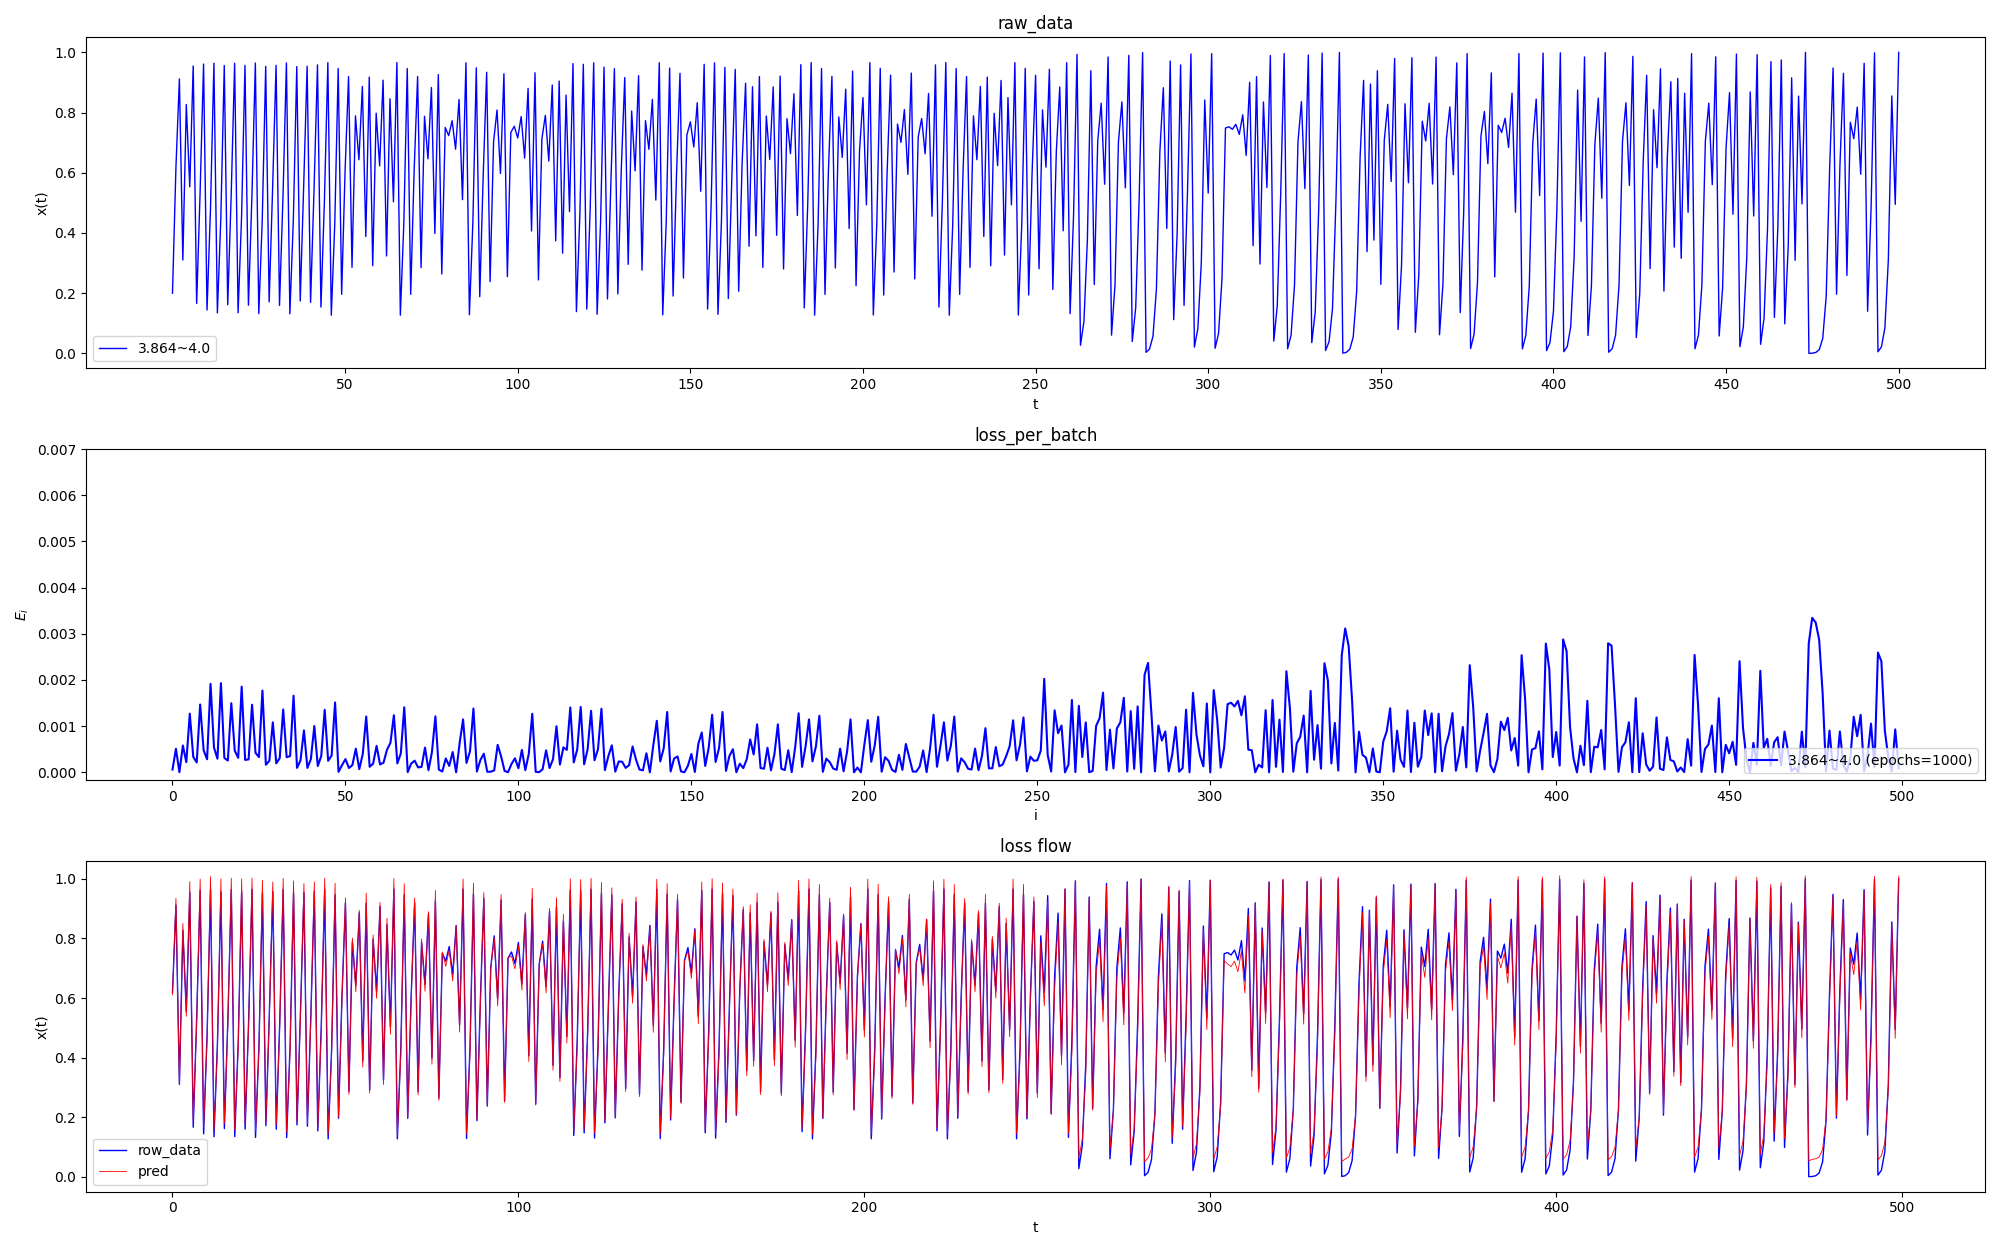 raw_data
1.0
0.8
0.6
0.4
0.2
0.0
x(t)
3.864~4.0
50 100 150 200 250 300 350 400 450 500
t
loss_per_batch
0.007
0.006
0.005
0.004
0.003
0.002
0.001
0.000
E_i
3.864~4.0 (epochs=1000)
0 50 100 150 200 250 300 350 400 450 500
i
loss flow
1.0
0.8
0.6
0.4
0.2
0.0
x(t)
row_data
pred
0 100 200 300 400 500
t